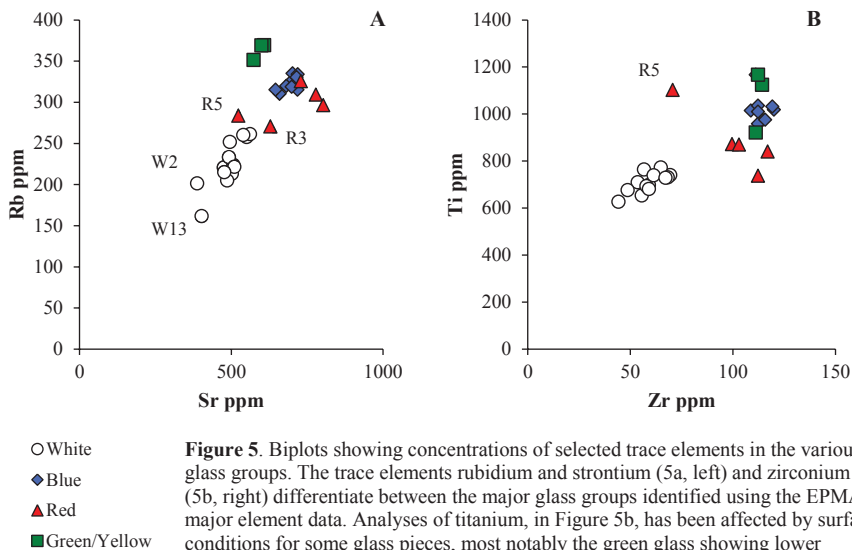 A
400
350
300
250
200
150
100
50
0
Rb ppm
R5
R3
W2
W13
0
500
1000
Sr ppm
B
1400
1200
1000
800
600
400
200
0
Ti ppm
R5
0
50
100
150
Zr ppm
White
Blue
Red
Green/Yellow
Figure 5. Biplots showing concentrations of selected trace elements in the various
glass groups. The trace elements rubidium and strontium (5a, left) and zirconium
(5b, right) differentiate between the major glass groups identified using the EPMA
major element data. Analyses of titanium, in Figure 5b, has been affected by
conditions for some glass pieces, most notably the green glass showing lower